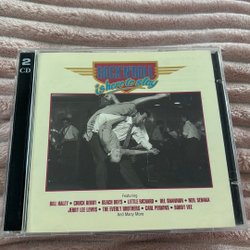 2
CD
ROCK 'N' ROLL
is here to stay
Featuring
BILL HALEY • CHUCK BERRY • BEACH BOYS • LITTLE RICHARD • DEL SHANNON • NEIL SEDAKA
JERRY LEE LEWIS • THE EVERLY BROTHERS • CARL PERKINS • BOBBY VEE
And Many More